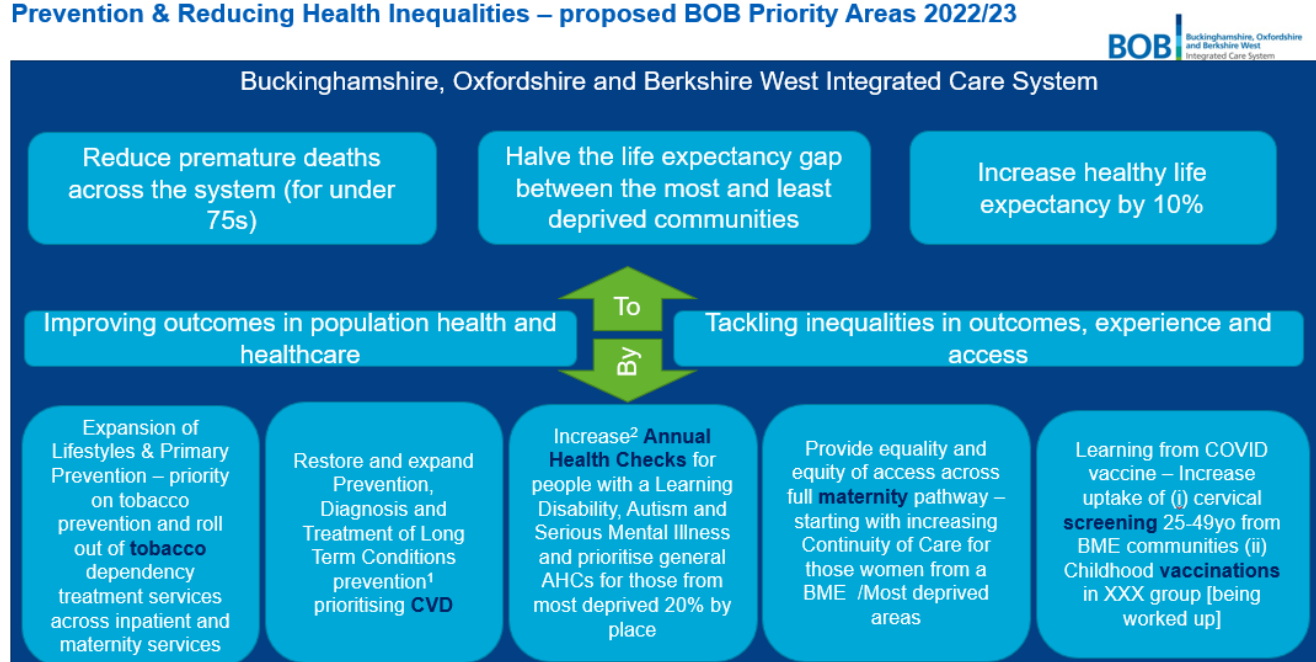 Prevention & Reducing Health Inequalities – proposed BOB Priority Areas 2022/23
BOB
Buckinghamshire, Oxfordshire
and Berkshire West
Integrated Care System
Buckinghamshire, Oxfordshire and Berkshire West Integrated Care System
Reduce premature deaths
across the system (for under
75s)
Halve the life expectancy gap
between the most and least
deprived communities
Increase healthy life
expectancy by 10%
To
Improving outcomes in population health and
healthcare
Tackling inequalities in outcomes, experience and
access
By
Expansion of
Lifestyles & Primary
Prevention – priority
on tobacco
prevention and roll
out of tobacco
dependency
treatment services
across inpatient and
maternity services
Restore and expand
Prevention,
Diagnosis and
Treatment of Long
Term Conditions
prevention¹
prioritising CVD
Increase² Annual
Health Checks for
people with a Learning
Disability, Autism and
Serious Mental Illness
and prioritise general
AHCs for those from
most deprived 20% by
place
Provide equality and
equity of access across
full maternity pathway –
starting with increasing
Continuity of Care for
those women from a
BME /Most deprived
areas
Learning from COVID
vaccine – Increase
uptake of (i) cervical
screening 25-49yo from
BME communities (ii)
Childhood vaccinations
in XXX group [being
worked up]